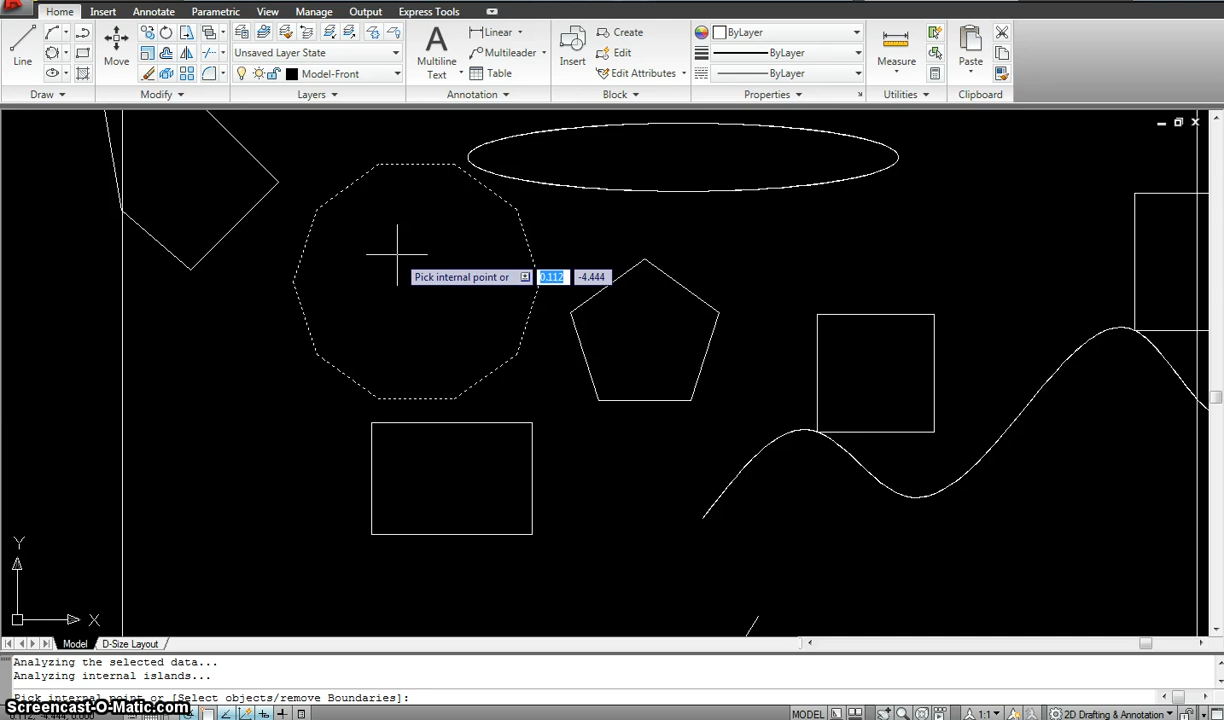 Home Insert Annotate Parametric View Manage Output Express Tools
Linear Create ByLayer
Unsaved Layer State Multileader Edit ByLayer
Line Move Multiline Text Insert Measure Paste
Model-Front Table Edit Attributes ByLayer
Draw Modify Layers Annotation Block Properties Utilities Clipboard
Pick internal point or 0.112 -4.444
Y
X
Model D-Size Layout
Analyzing the selected data...
Analyzing internal islands...
Pick internal point or [Select objects/remove Boundaries]:
Screencast-O-Matic.com
MODEL 1:1 2D Drafting & Annotation